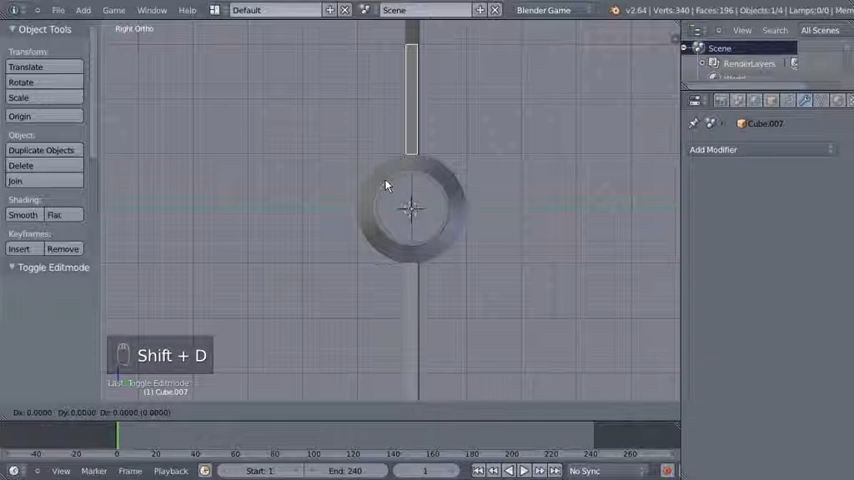 File Add Game Window Help Default Scene Blender Game v2.64 | Verts:340 | Faces:196 | Objects:1/4 | Lamps:0/0 | Mem
Right Ortho
View Search All Scenes
Object Tools
Transform:
Translate
Rotate
Scale
Origin
Object:
Duplicate Objects
Delete
Join
Shading:
Smooth Flat
Keyframes:
Insert Remove
Toggle Editmode
Scene
RenderLayers
World
Cube.007
Add Modifier
Shift + D
Last: Toggle Editmode
(1) Cube.007
Dx: 0.0000 Dy: 0.0000 Dz: 0.0000 (0.0000)
-40 -20 0 20 40 60 80 100 120 140 160 180 200 220 240 260
View Marker Frame Playback Start: 1 End: 240 1 No Sync